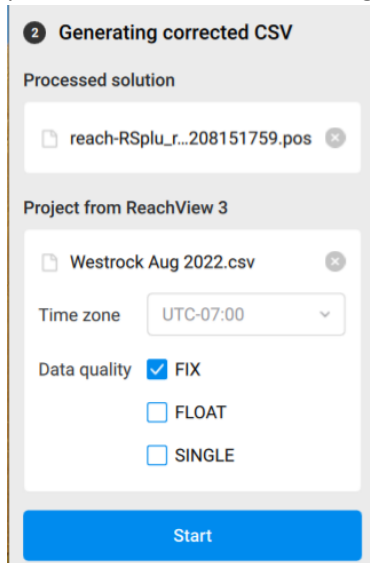 2 Generating corrected CSV
Processed solution
reach-RSplu_r...208151759.pos
Project from ReachView 3
Westrock Aug 2022.csv
Time zone UTC-07:00
Data quality FIX
FLOAT
SINGLE
Start